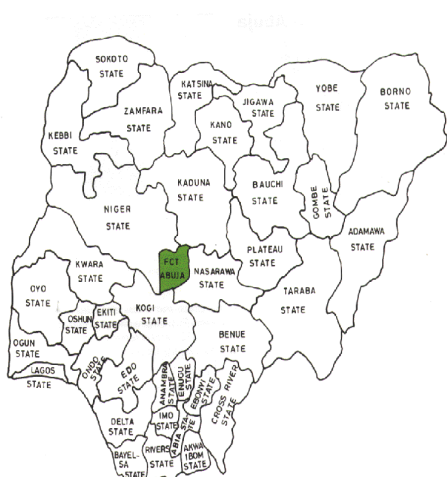 SOKOTO
STATE
KATSINA
STATE
YOBE
STATE
BORNO
STATE
JIGAWA
STATE
ZAMFARA
STATE
KANO
STATE
KEBBI
STATE
KADUNA
STATE
BAUCHI
STATE
GOMBE
STATE
NIGER
STATE
ADAMAWA
STATE
PLATEAU
STATE
KWARA
STATE
FCT
ABUJA
NASARAWA
STATE
TARABA
STATE
OYO
STATE
OSHUN
STATE
EKITI
STATE
KOGI
STATE
BENUE
STATE
OGUN
STATE
LAGOS
STATE
ONDO
STATE
EDO
STATE
ANAMBRA
STATE
ENUGU
STATE
EBONYI
STATE
CROSS RIVER
STATE
DELTA
STATE
IMO
STATE
ABIA STATE
BAYEL-
SA
STATE
RIVERS
STATE
AKWA
IBOM
STATE